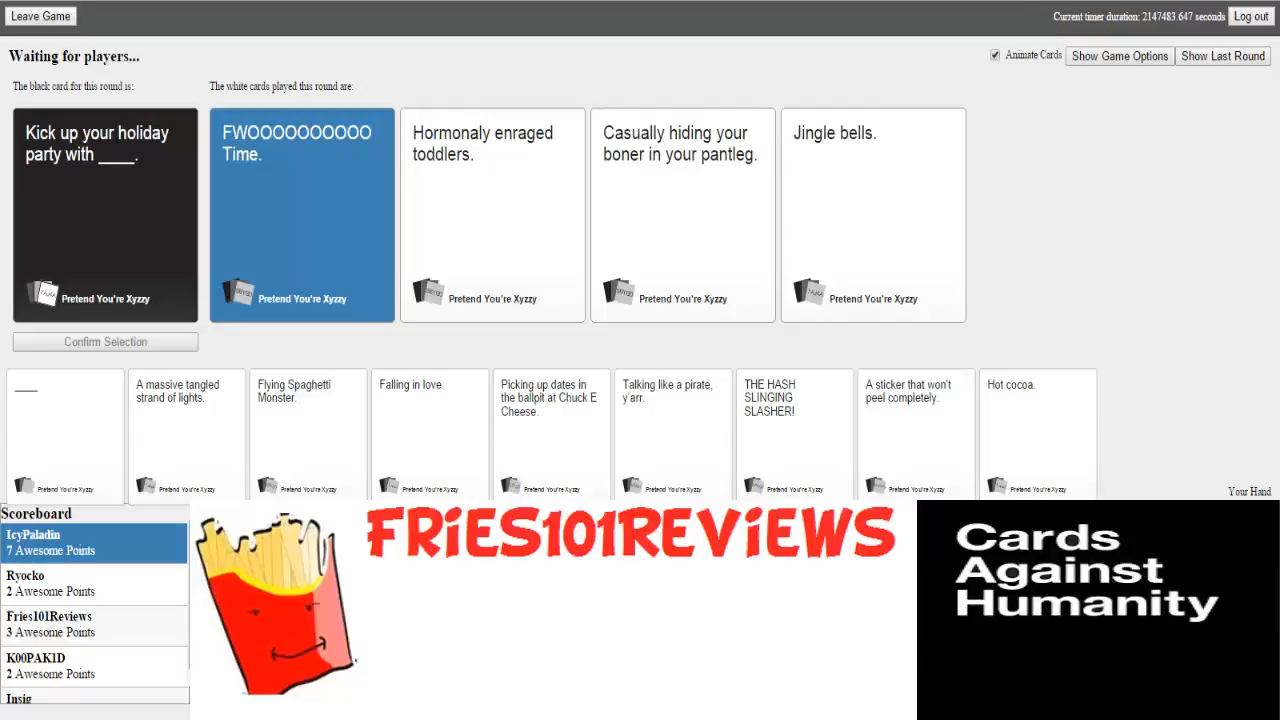 Leave Game
Current timer duration: 2147483.647 seconds
Log out
Waiting for players...
Animate Cards
Show Game Options
Show Last Round
The black card for this round is:
The white cards played this round are:
Kick up your holiday
party with ____.
Pretend You're Xyzzy
FWOOOOOOOOOO
Time.
Pretend You're Xyzzy
Hormonaly enraged
toddlers.
Pretend You're Xyzzy
Casually hiding your
boner in your pantleg.
Pretend You're Xyzzy
Jingle bells.
Pretend You're Xyzzy
Confirm Selection
____
Pretend You're Xyzzy
A massive tangled
strand of lights.
Pretend You're Xyzzy
Flying Spaghetti
Monster.
Pretend You're Xyzzy
Falling in love.
Pretend You're Xyzzy
Picking up dates in
the ballpit at Chuck E
Cheese.
Pretend You're Xyzzy
Talking like a pirate,
y'arr.
Pretend You're Xyzzy
THE HASH
SLINGING
SLASHER!
Pretend You're Xyzzy
A sticker that won't
peel completely.
Pretend You're Xyzzy
Hot cocoa.
Pretend You're Xyzzy
Your Hand
Scoreboard
IcyPaladin
7 Awesome Points
Ryocko
2 Awesome Points
Fries101Reviews
3 Awesome Points
K00PAK1D
2 Awesome Points
Insig
FRiES101REViEWS
Cards
Against
Humanity